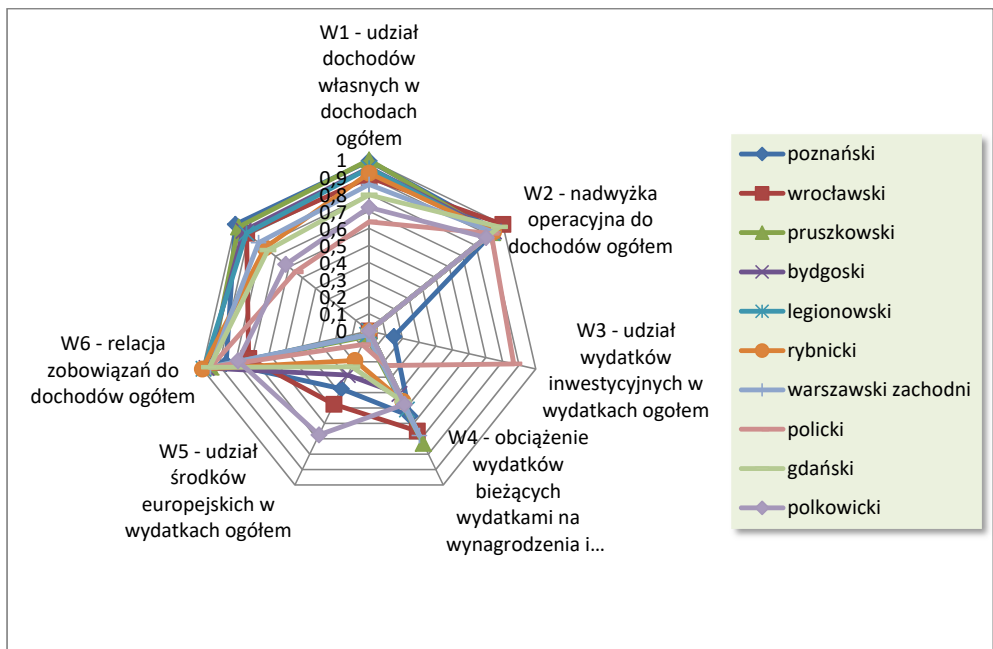 W1 - udział
dochodów
własnych w
dochodach
ogółem
1
0,9
0,8
0,7
0,6
0,5
0,4
0,3
0,2
0,1
0
W2 - nadwyżka
operacyjna do
dochodów ogółem
W3 - udział
wydatków
inwestycyjnych w
wydatkach ogołem
W4 - obciążenie
wydatków
bieżących
wydatkami na
wynagrodzenia i...
W5 - udział
środków
europejskich w
wydatkach ogółem
W6 - relacja
zobowiązań do
dochodów ogółem
poznański
wrocławski
pruszkowski
bydgoski
legionowski
rybnicki
warszawski zachodni
policki
gdański
polkowicki